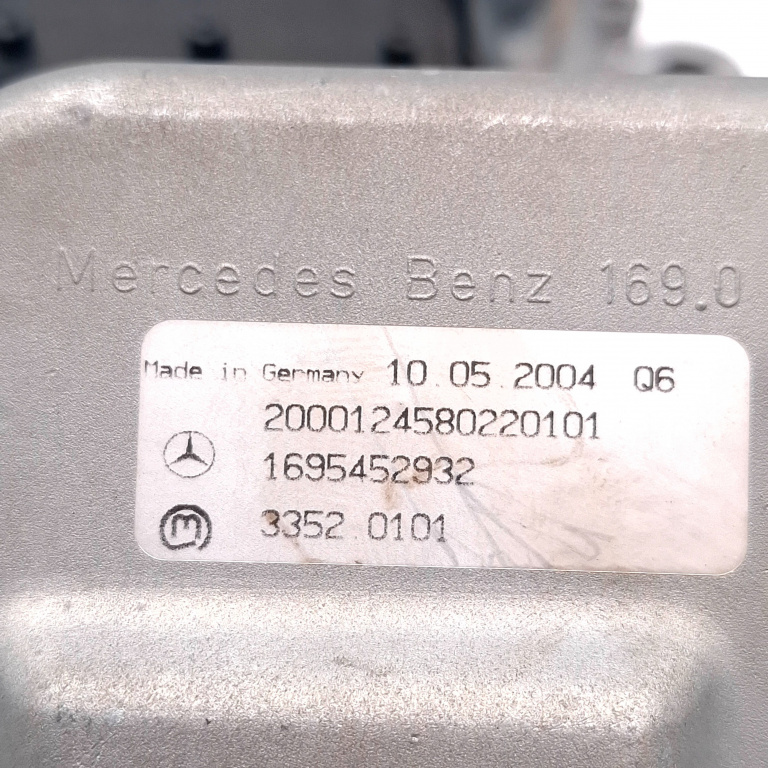 Mercedes Benz 169.0
Made in Germany 10.05.2004 Q6
2000124580220101
1695452932
m 3352.0101